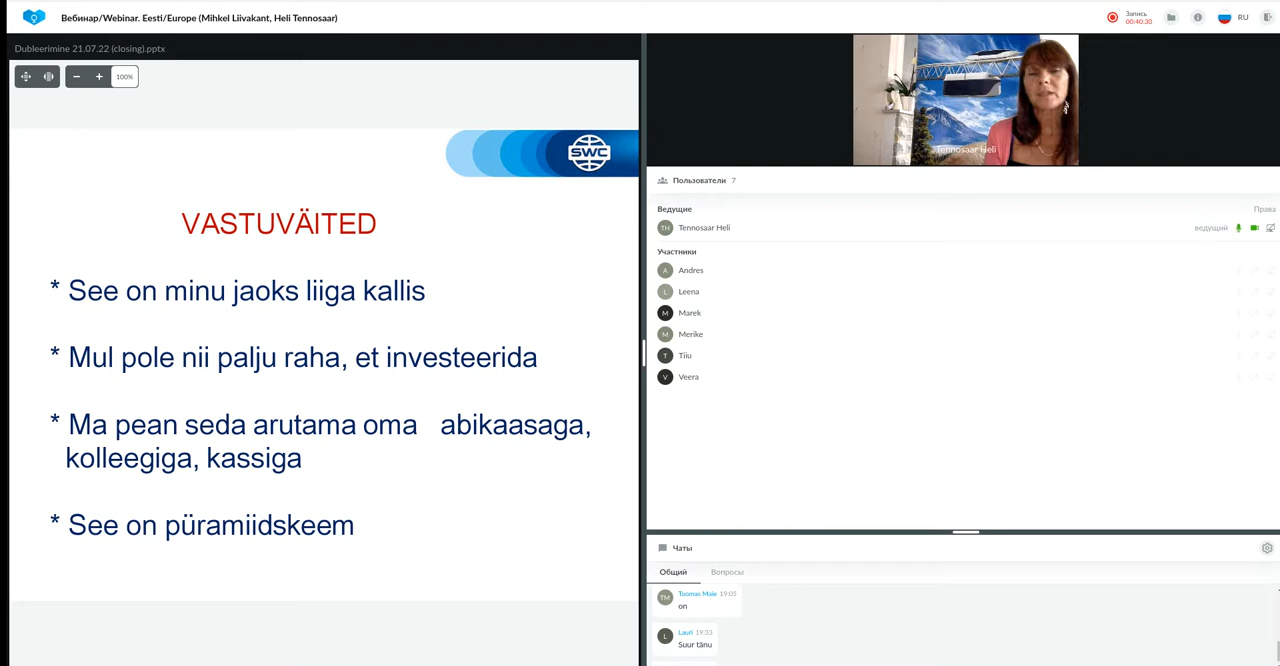 Вебинар/Webinar. Eesti/Europe (Mihkel Liivakant, Heli Tennosaar)
Запись
00:40:30
RU
Dubleerimine 21.07.22 (closing).pptx
100%
SWC
VASTUVÄITED
* See on minu jaoks liiga kallis
* Mul pole nii palju raha, et investeerida
* Ma pean seda arutama oma abikaasaga,
kolleegiga, kassiga
* See on püramiidskeem
Tennosaar Heli
Пользователи 7
Ведущие
Права
TH Tennosaar Heli
ведущий
Участники
A Andres
L Leena
M Marek
M Merike
T Tiiu
V Veera
Чаты
Общий Вопросы
TM Toomas Maie 19:05
on
L Lauri 19:33
Suur tänu